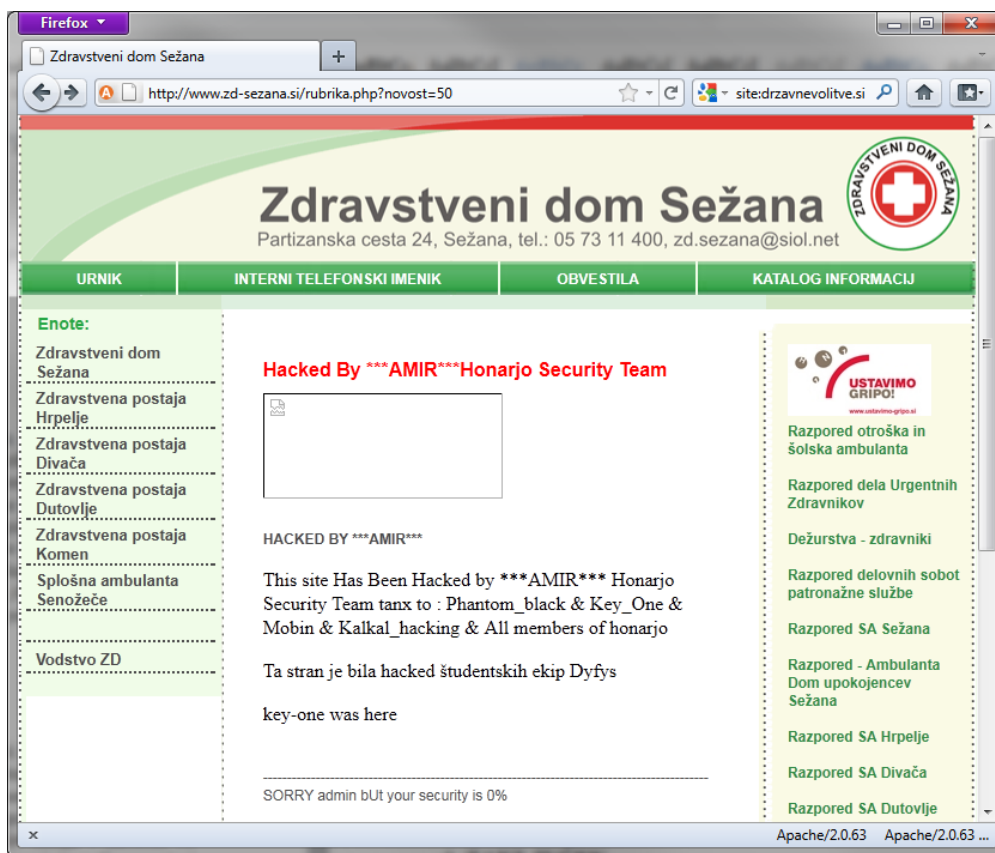 Firefox
Zdravstveni dom Sežana
http://www.zd-sezana.si/rubrika.php?novost=50
site:drzavnevolitve.si
Zdravstveni dom Sežana
Partizanska cesta 24, Sežana, tel.: 05 73 11 400, zd.sezana@siol.net
ZDRAVSTVENI DOM SEŽANA
URNIK
INTERNI TELEFONSKI IMENIK
OBVESTILA
KATALOG INFORMACIJ
Enote:
Zdravstveni dom
Sežana
Zdravstvena postaja
Hrpelje
Zdravstvena postaja
Divača
Zdravstvena postaja
Dutovlje
Zdravstvena postaja
Komen
Splošna ambulanta
Senožeče
Vodstvo ZD
Hacked By ***AMIR***Honarjo Security Team
HACKED BY ***AMIR***
This site Has Been Hacked by ***AMIR*** Honarjo
Security Team tanx to : Phantom_black & Key_One &
Mobin & Kalkal_hacking & All members of honarjo
Ta stran je bila hacked študentskih ekip Dyfys
key-one was here
SORRY admin bUt your security is 0%
USTAVIMO
GRIPO!
www.ustavimo-gripo.si
Razpored otroška in
šolska ambulanta
Razpored dela Urgentnih
Zdravnikov
Dežurstva - zdravniki
Razpored delovnih sobot
patronažne službe
Razpored SA Sežana
Razpored - Ambulanta
Dom upokojencev
Sežana
Razpored SA Hrpelje
Razpored SA Divača
Razpored SA Dutovlje
Apache/2.0.63
Apache/2.0.63 ...